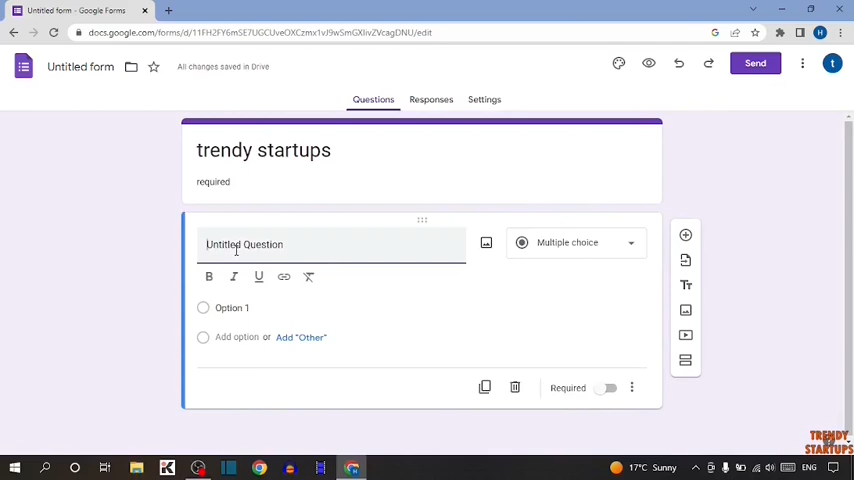 Untitled form - Google Forms
docs.google.com/forms/d/11FH2FY6mSE7UGCUveOXCzmx1vJ9wSmGXIivZVcagDNU/edit
H
Untitled form
All changes saved in Drive
Send
t
Questions
Responses
Settings
trendy startups
required
Untitled Question
Multiple choice
B I U
Option 1
Add option or Add "Other"
Required
Tt
TRENDY
STARTUPS
K
H
17°C Sunny
ENG